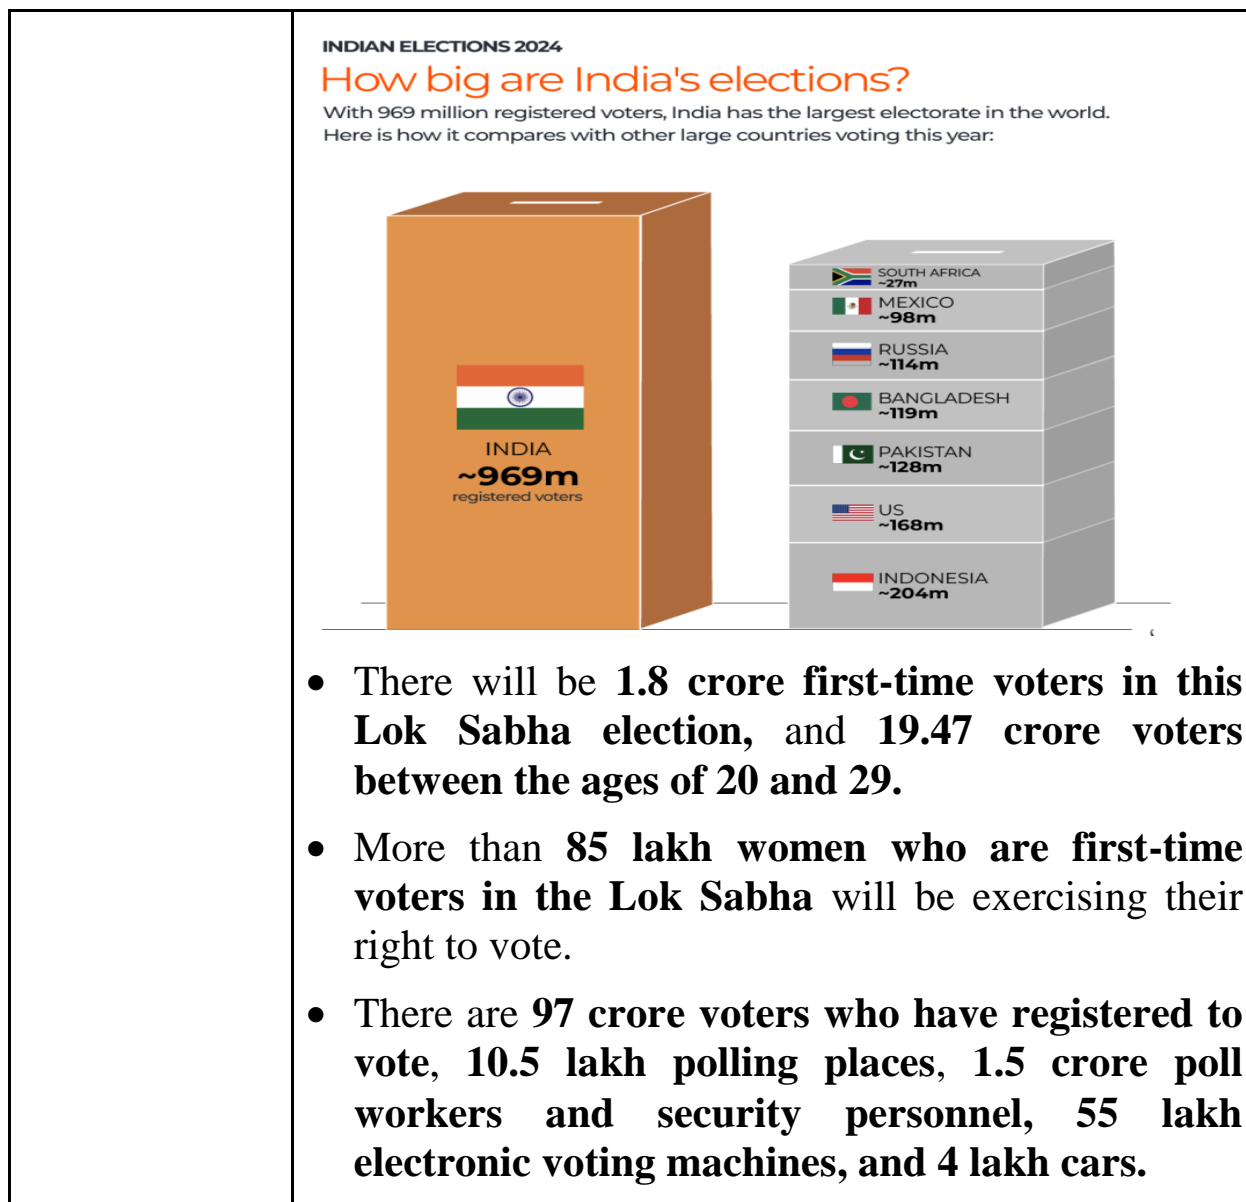 INDIAN ELECTIONS 2024
How big are India's elections?
With 969 million registered voters, India has the largest electorate in the world.
Here is how it compares with other large countries voting this year:
INDIA
~969m
registered voters
SOUTH AFRICA
~27m
MEXICO
~98m
RUSSIA
~114m
BANGLADESH
~119m
PAKISTAN
~128m
US
~168m
INDONESIA
~204m
• There will be 1.8 crore first-time voters in this
Lok Sabha election, and 19.47 crore voters
between the ages of 20 and 29.
• More than 85 lakh women who are first-time
voters in the Lok Sabha will be exercising their
right to vote.
• There are 97 crore voters who have registered to
vote, 10.5 lakh polling places, 1.5 crore poll
workers and security personnel, 55 lakh
electronic voting machines, and 4 lakh cars.